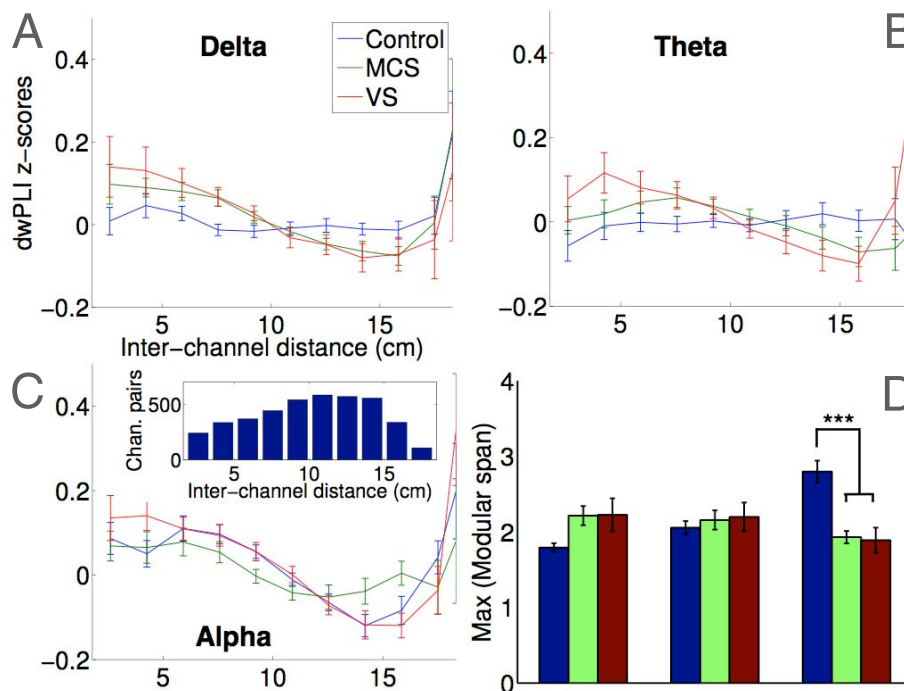 A
Delta
Control
MCS
VS
dwPLI z-scores
0.4
0.2
0
−0.2
5
10
15
Inter-channel distance (cm)
B
Theta
0.4
0.2
0
−0.2
5
10
15
C
Alpha
0.4
0.2
0
−0.2
5
10
15
Chan. pairs
500
0
5
10
15
Inter-channel distance (cm)
D
Max (Modular span)
4
3
2
1
0
***